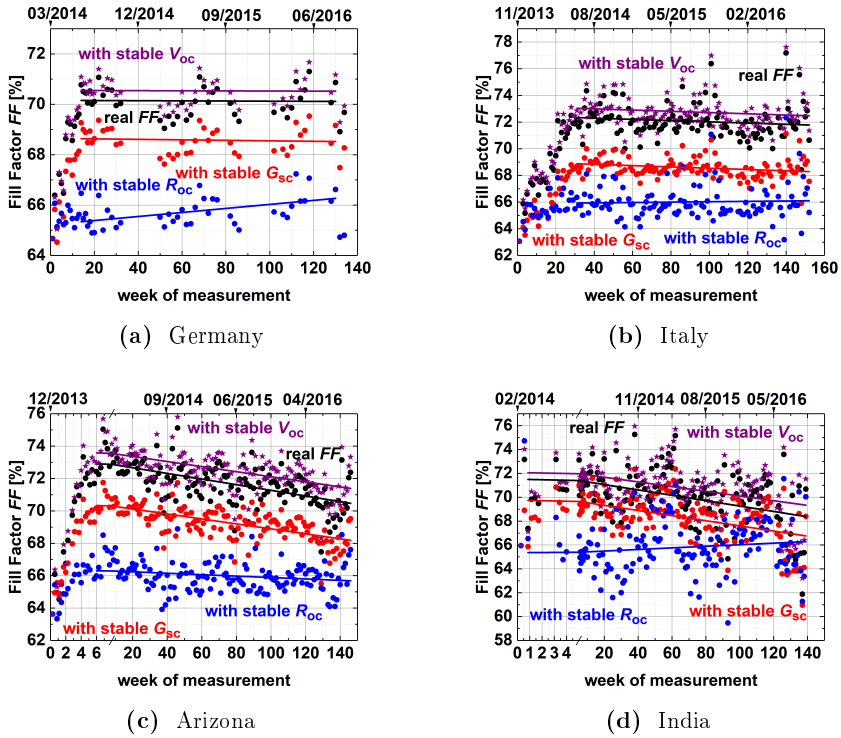 03/2014 12/2014 09/2015 06/2016
72
70
68
66
64
Fill Factor FF [%]
with stable Voc
real FF
with stable Gsc
with stable Roc
0 20 40 60 80 100 120 140
week of measurement
(a) Germany
11/2013 08/2014 05/2015 02/2016
78
76
74
72
70
68
66
64
62
Fill Factor FF [%]
with stable Voc
real FF
with stable Gsc
with stable Roc
0 20 40 60 80 100 120 140 160
week of measurement
(b) Italy
12/2013 09/2014 06/2015 04/2016
76
74
72
70
68
66
64
62
Fill Factor FF [%]
with stable Voc
real FF
with stable Roc
with stable Gsc
0 2 4 6 20 40 60 80 100 120 140
week of measurement
(c) Arizona
02/2014 11/2014 08/2015 05/2016
78
76
74
72
70
68
66
64
62
60
58
Fill Factor FF [%]
real FF
with stable Voc
with stable Roc
with stable Gsc
0 1 2 3 4 20 40 60 80 100 120 140
week of measurement
(d) India